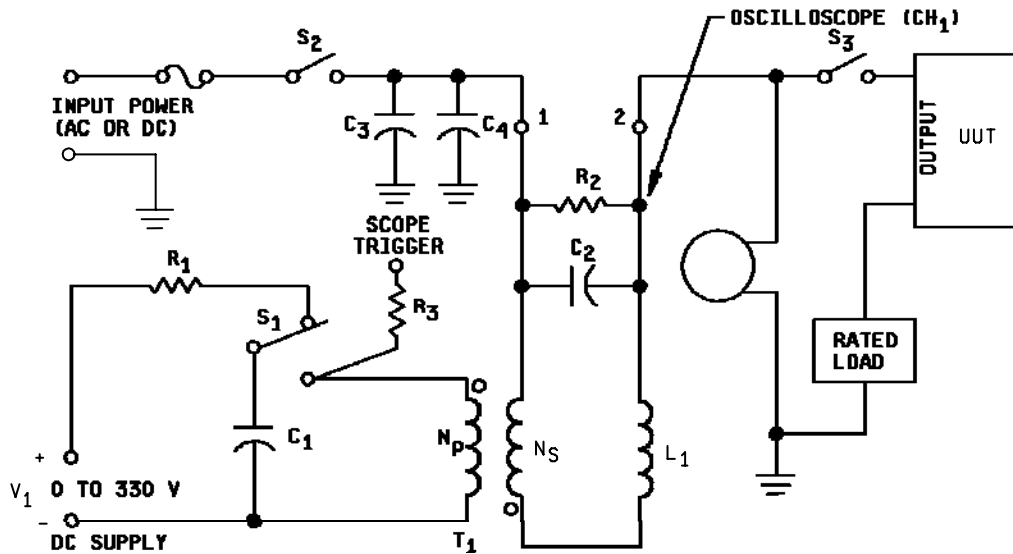 OSCILLOSCOPE (CH1)
S2
S3
INPUT POWER
(AC OR DC)
C3
C4
1
2
OUTPUT
UUT
R2
SCOPE
TRIGGER
C2
R1
R3
S1
RATED
LOAD
C1
NP
NS
L1
+
V1 0 TO 330 V
-
DC SUPPLY
T1